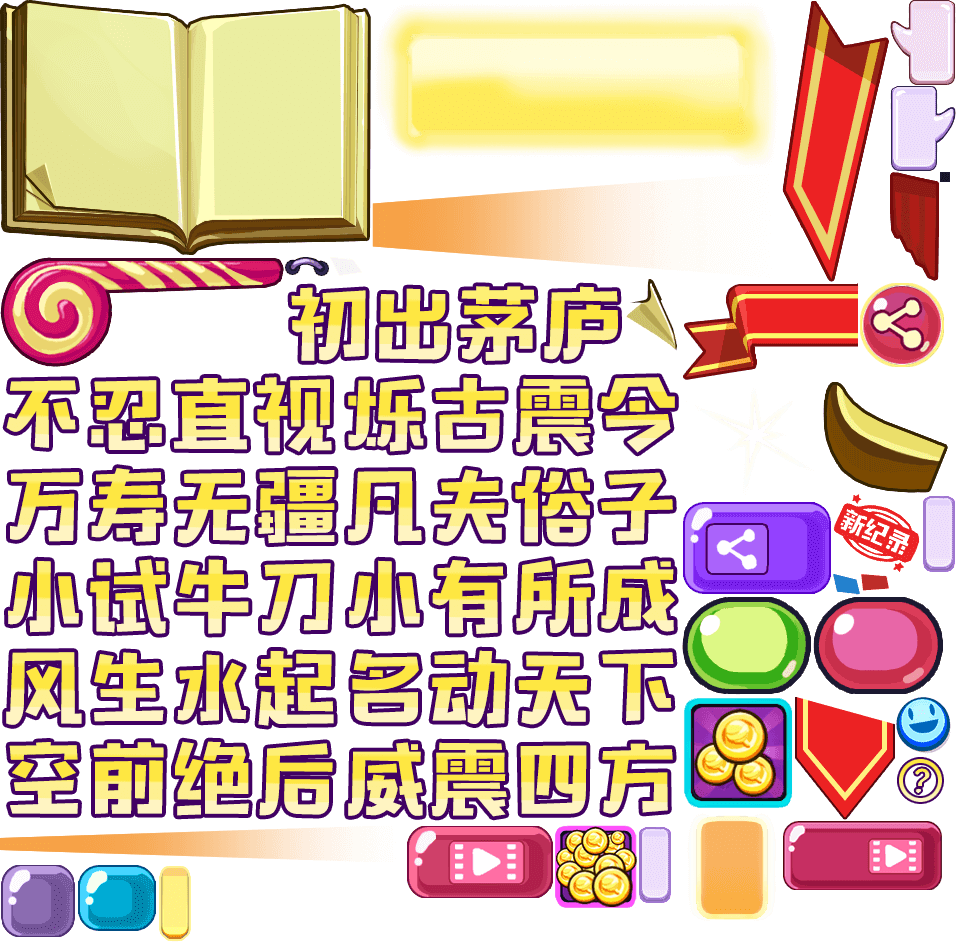 初出茅庐
不忍直视 烁古震今
万寿无疆 凡夫俗子
小试牛刀 小有所成
风生水起 名动天下
空前绝后 威震四方
新纪录
?